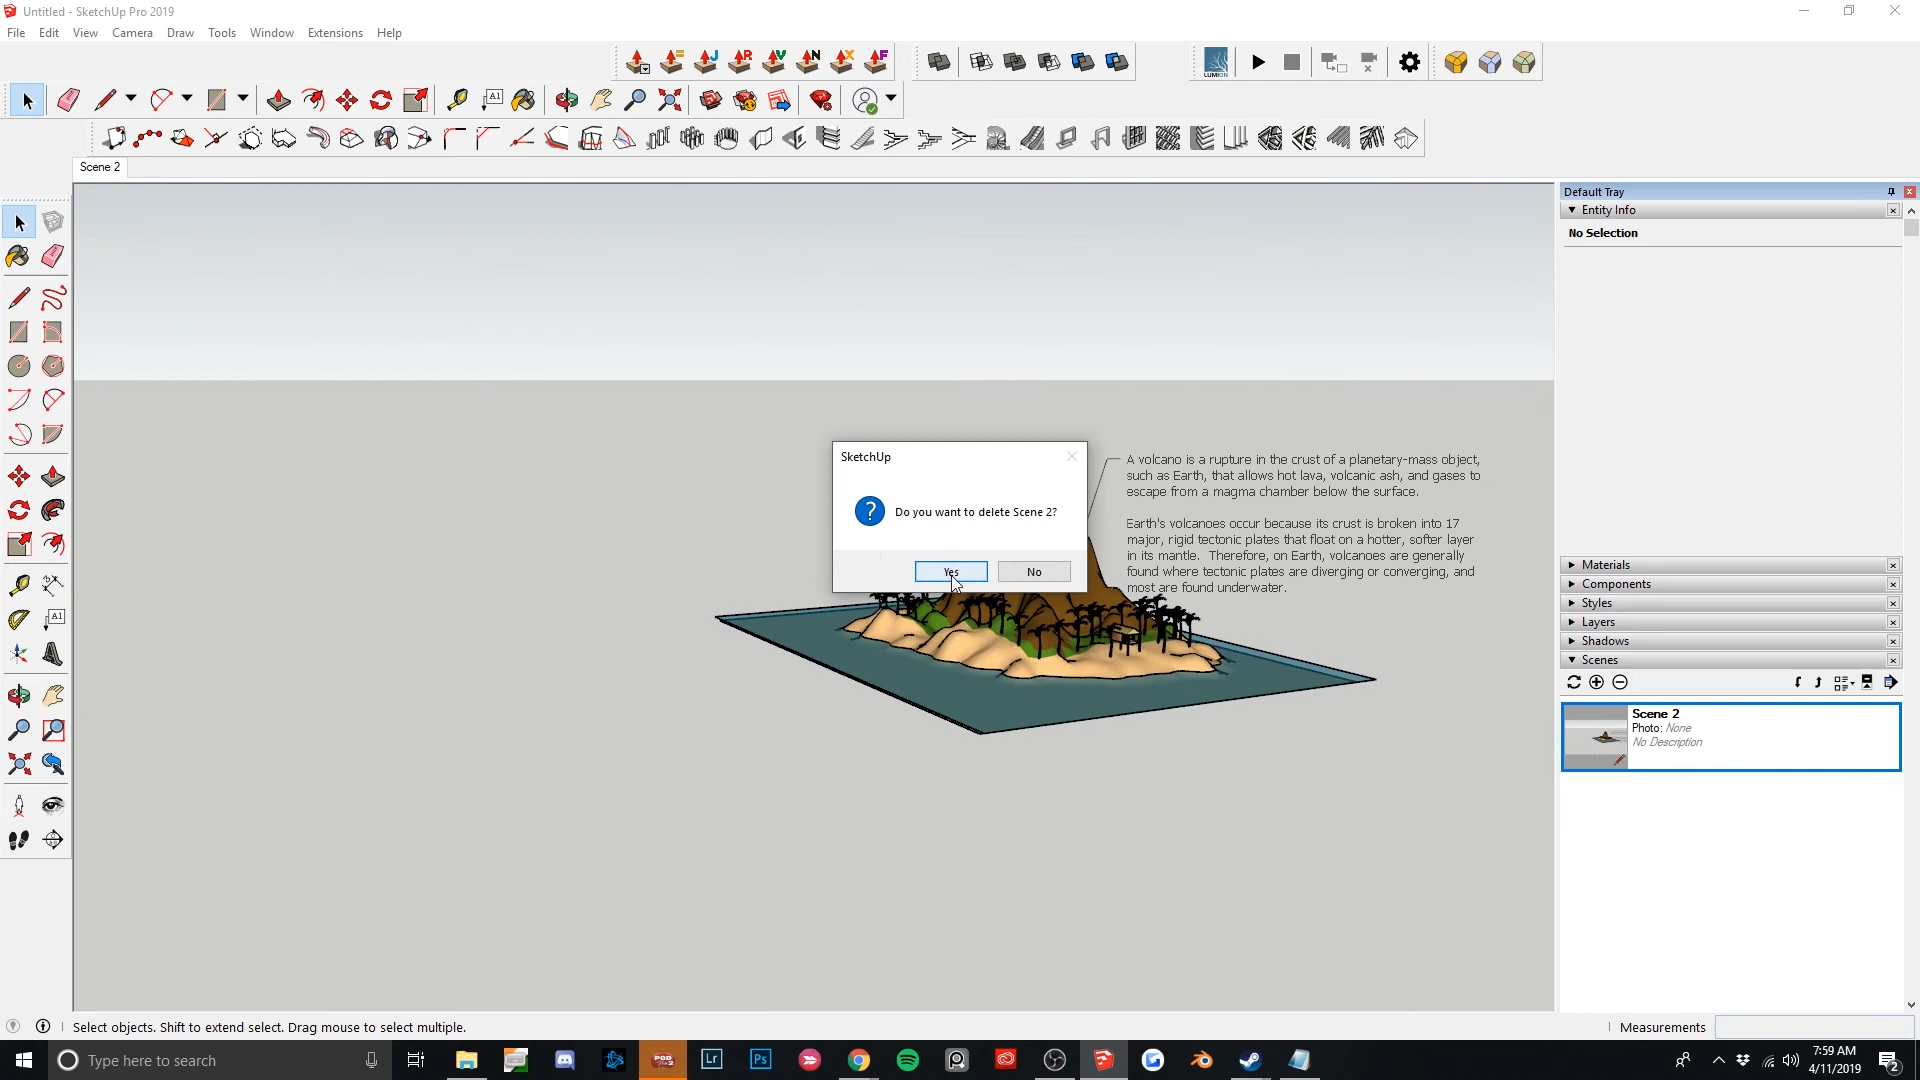 Untitled - SketchUp Pro 2019
File Edit View Camera Draw Tools Window Extensions Help
J R V N X F
LUMION
A1
Scene 2
Default Tray
Entity Info
No Selection
SketchUp
Do you want to delete Scene 2?
Yes
No
A volcano is a rupture in the crust of a planetary-mass object,
such as Earth, that allows hot lava, volcanic ash, and gases to
escape from a magma chamber below the surface.
Earth's volcanoes occur because its crust is broken into 17
major, rigid tectonic plates that float on a hotter, softer layer
in its mantle. Therefore, on Earth, volcanoes are generally
found where tectonic plates are diverging or converging, and
most are found underwater.
A1
Materials
Components
Styles
Layers
Shadows
Scenes
Scene 2
Photo: None
No Description
Select objects. Shift to extend select. Drag mouse to select multiple.
Measurements
Type here to search
Lr
Ps
7:59 AM
4/11/2019
2